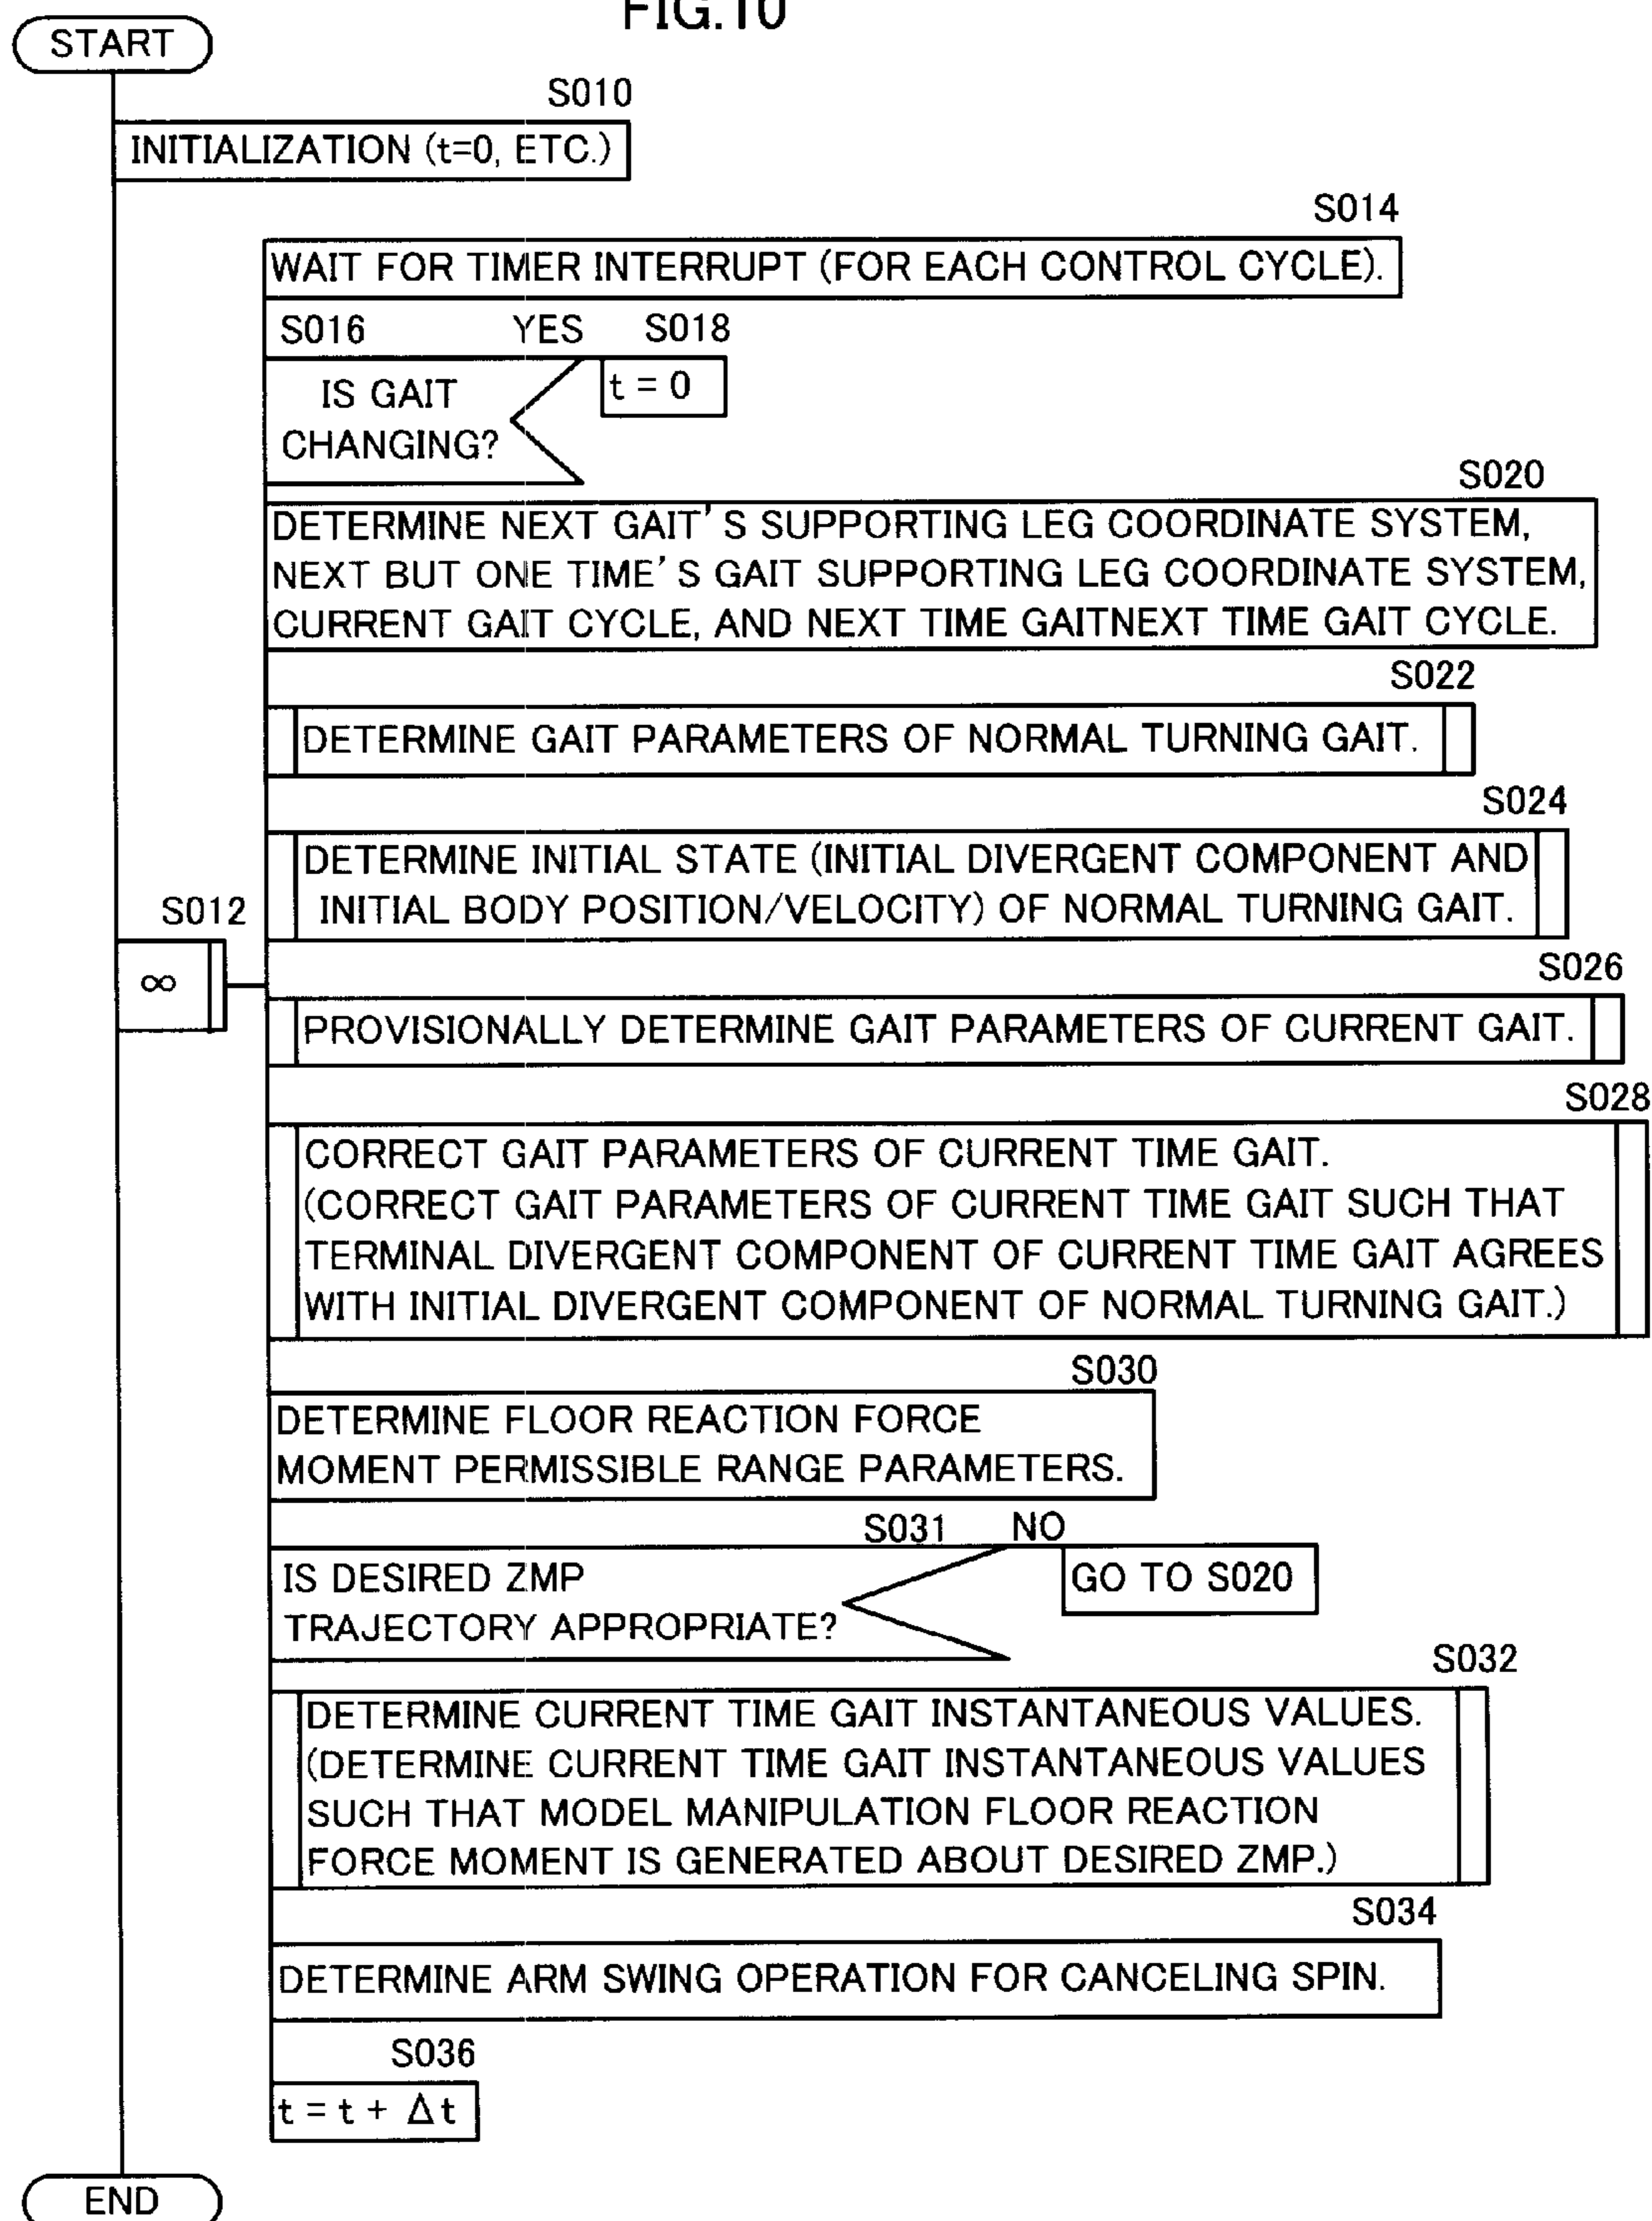 FIG.10
START
S010
INITIALIZATION (t=0, ETC.)
S014
WAIT FOR TIMER INTERRUPT (FOR EACH CONTROL CYCLE).
S016 YES S018
IS GAIT
CHANGING?
t = 0
S020
DETERMINE NEXT GAIT'S SUPPORTING LEG COORDINATE SYSTEM,
NEXT BUT ONE TIME'S GAIT SUPPORTING LEG COORDINATE SYSTEM,
CURRENT GAIT CYCLE, AND NEXT TIME GAITNEXT TIME GAIT CYCLE.
S022
DETERMINE GAIT PARAMETERS OF NORMAL TURNING GAIT.
S024
DETERMINE INITIAL STATE (INITIAL DIVERGENT COMPONENT AND
INITIAL BODY POSITION/VELOCITY) OF NORMAL TURNING GAIT.
S012
∞
S026
PROVISIONALLY DETERMINE GAIT PARAMETERS OF CURRENT GAIT.
S028
CORRECT GAIT PARAMETERS OF CURRENT TIME GAIT.
(CORRECT GAIT PARAMETERS OF CURRENT TIME GAIT SUCH THAT
TERMINAL DIVERGENT COMPONENT OF CURRENT TIME GAIT AGREES
WITH INITIAL DIVERGENT COMPONENT OF NORMAL TURNING GAIT.)
S030
DETERMINE FLOOR REACTION FORCE
MOMENT PERMISSIBLE RANGE PARAMETERS.
S031 NO
IS DESIRED ZMP
TRAJECTORY APPROPRIATE?
GO TO S020
S032
DETERMINE CURRENT TIME GAIT INSTANTANEOUS VALUES.
(DETERMINE CURRENT TIME GAIT INSTANTANEOUS VALUES
SUCH THAT MODEL MANIPULATION FLOOR REACTION
FORCE MOMENT IS GENERATED ABOUT DESIRED ZMP.)
S034
DETERMINE ARM SWING OPERATION FOR CANCELING SPIN.
S036
t = t + Δt
END